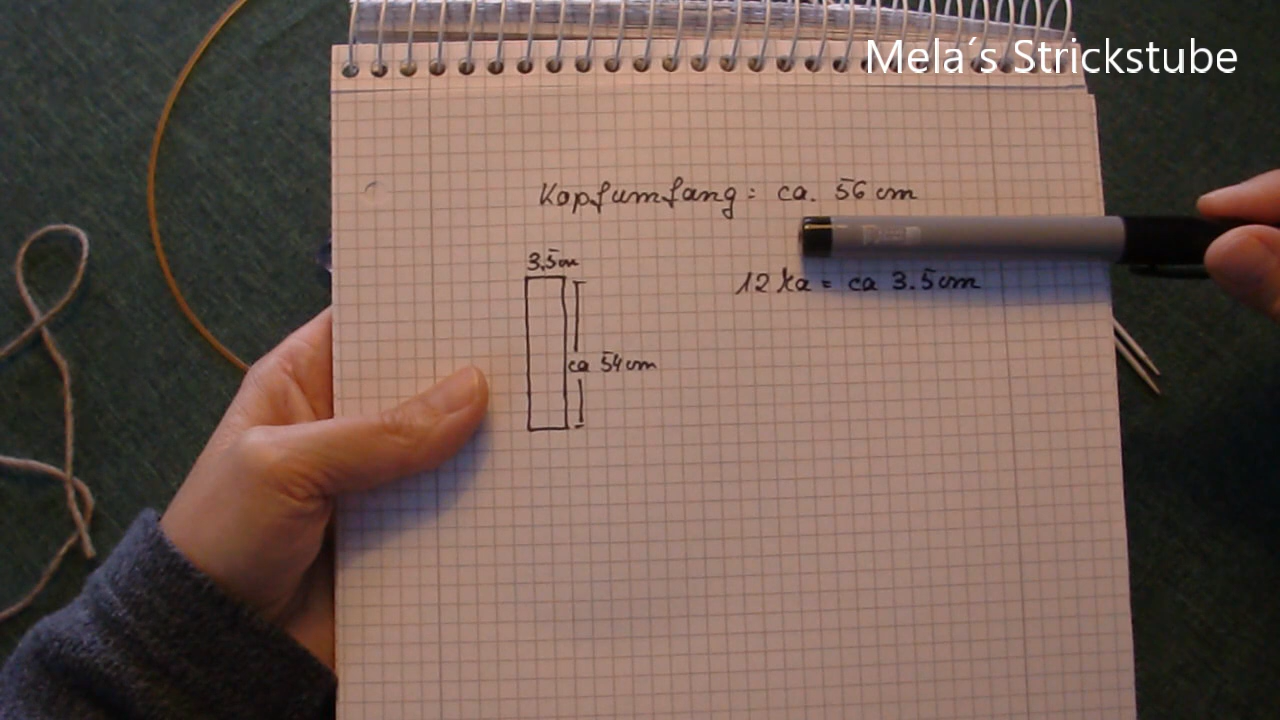 Mela´s Strickstube
Kopfumfang: ca. 56 cm
3.5cm
12 ka = ca 3.5cm
ca 54cm